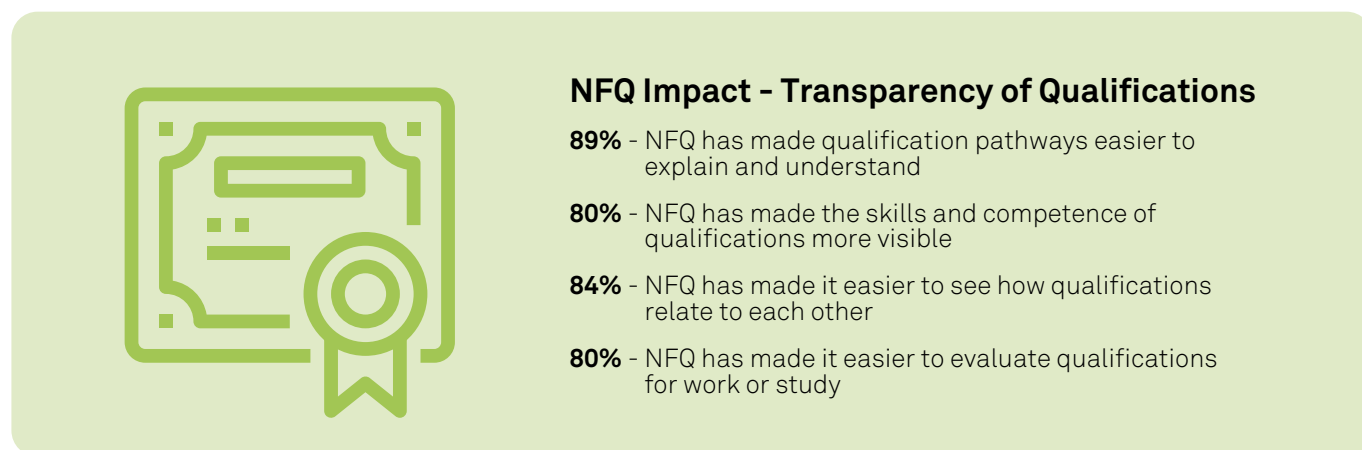 NFQ Impact - Transparency of Qualifications
89% - NFQ has made qualification pathways easier to
explain and understand
80% - NFQ has made the skills and competence of
qualifications more visible
84% - NFQ has made it easier to see how qualifications
relate to each other
80% - NFQ has made it easier to evaluate qualifications
for work or study